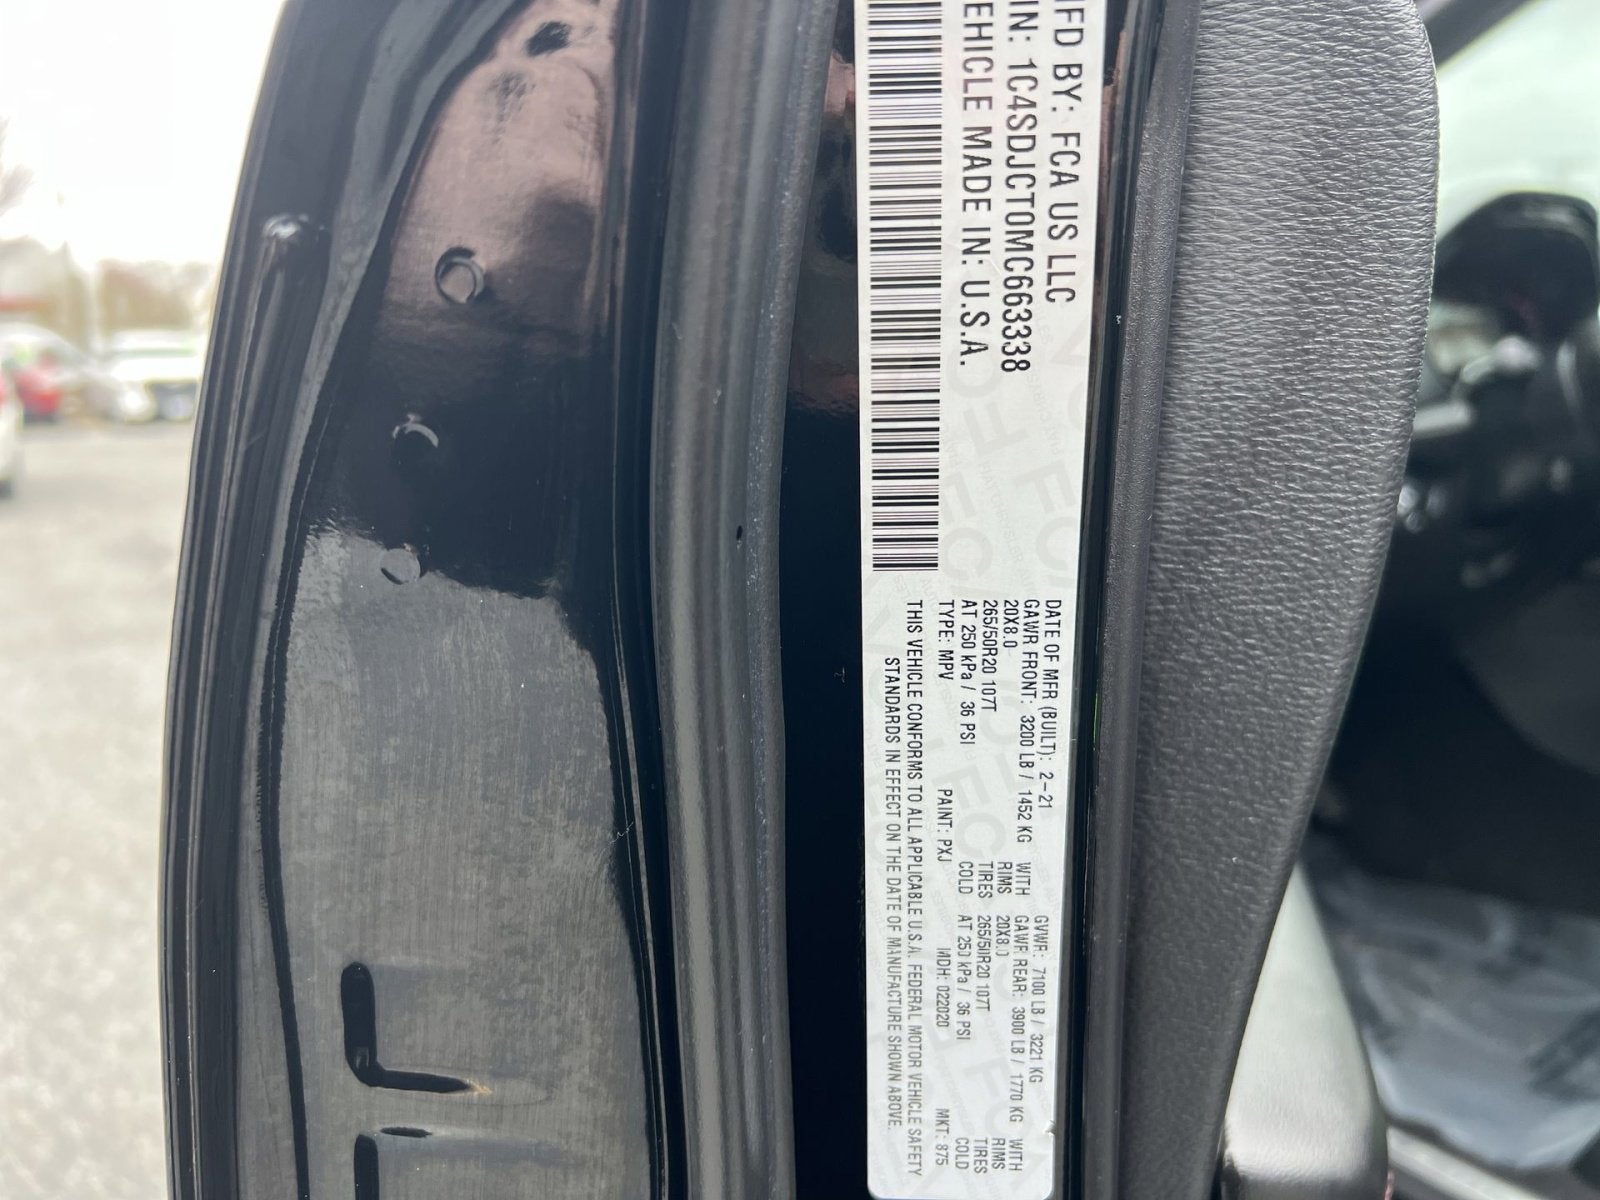 MFD BY: FCA US LLC
VIN: 1C4SDJCT0MC663338
VEHICLE MADE IN: U.S.A.
DATE OF MFR (BUILT): 2-21 GVWR: 7100 LB / 3221 KG
GAWR FRONT: 3200 LB / 1452 KG WITH GAWR REAR: 3900 LB / 1770 KG WITH
20X8.0 RIMS 20X8.0 RIMS
265/50R20 107T TIRES 265/50R20 107T TIRES
AT 250 kPa / 36 PSI COLD AT 250 kPa / 36 PSI COLD
TYPE: MPV PAINT: PXJ MDH: 022020 MKT: 875
THIS VEHICLE CONFORMS TO ALL APPLICABLE U.S.A. FEDERAL MOTOR VEHICLE SAFETY
STANDARDS IN EFFECT ON THE DATE OF MANUFACTURE SHOWN ABOVE.